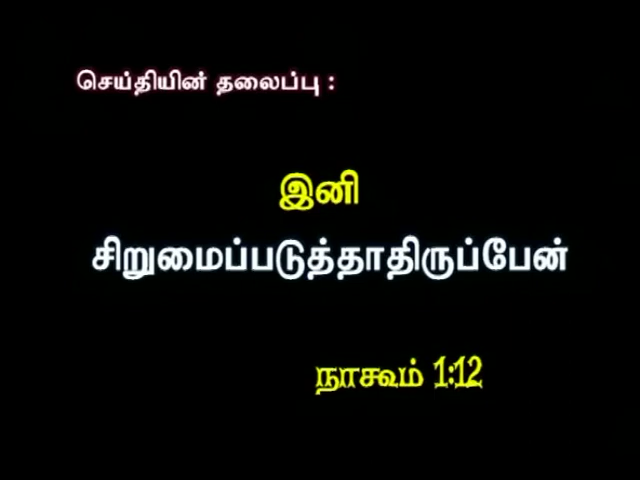 செய்தியின் தலைப்பு :
இனி
சிறுமைப்படுத்தாதிருப்பேன்
நாகூம் 1:12